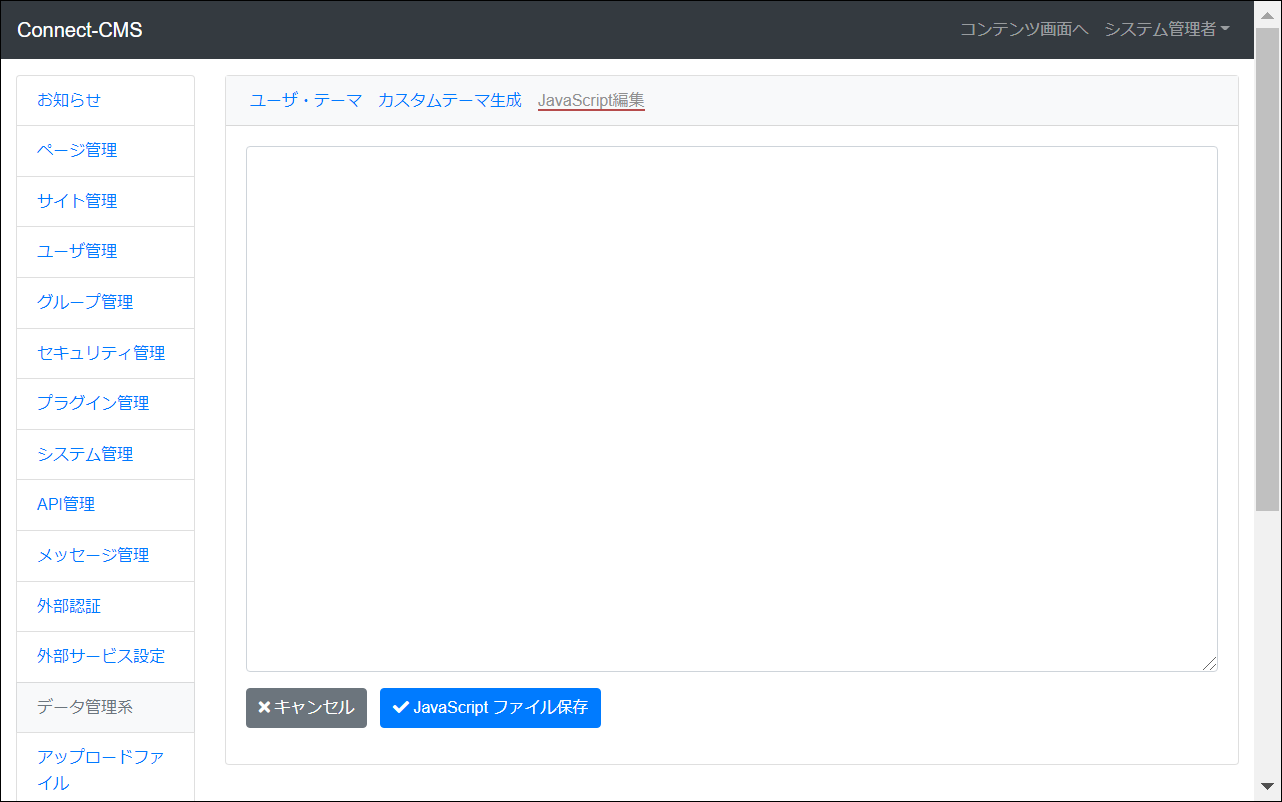 Connect-CMS
コンテンツ画面へ システム管理者
お知らせ
ページ管理
サイト管理
ユーザ管理
グループ管理
セキュリティ管理
プラグイン管理
システム管理
API管理
メッセージ管理
外部認証
外部サービス設定
データ管理系
アップロードファ
イル
ユーザ・テーマ カスタムテーマ生成 JavaScript編集
キャンセル JavaScript ファイル保存